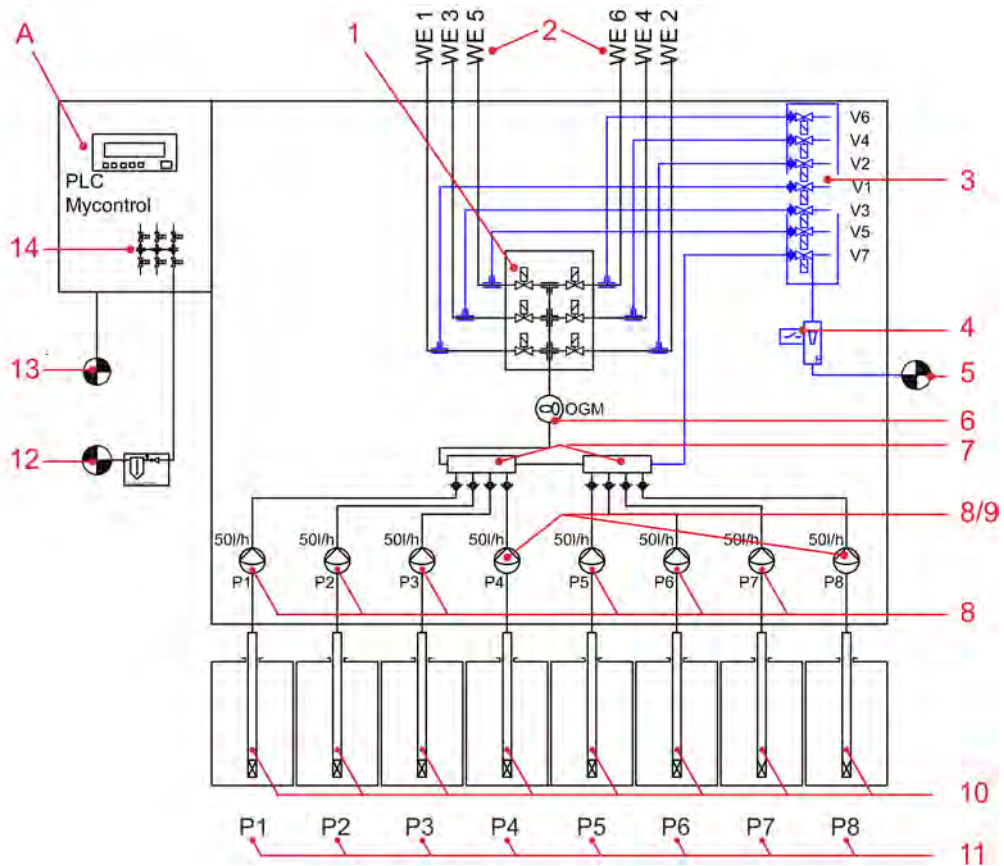 WE 1
WE 3
WE 5
2
WE 6
WE 4
WE 2
A
1
PLC
Mycontrol
V6
V4
V2
V1
V3
V5
V7
3
14
4
13
5
OGM
6
7
12
8/9
50l/h
50l/h
50l/h
50l/h
50l/h
50l/h
50l/h
50l/h
P1
P2
P3
P4
P5
P6
P7
P8
8
10
P1
P2
P3
P4
P5
P6
P7
P8
11